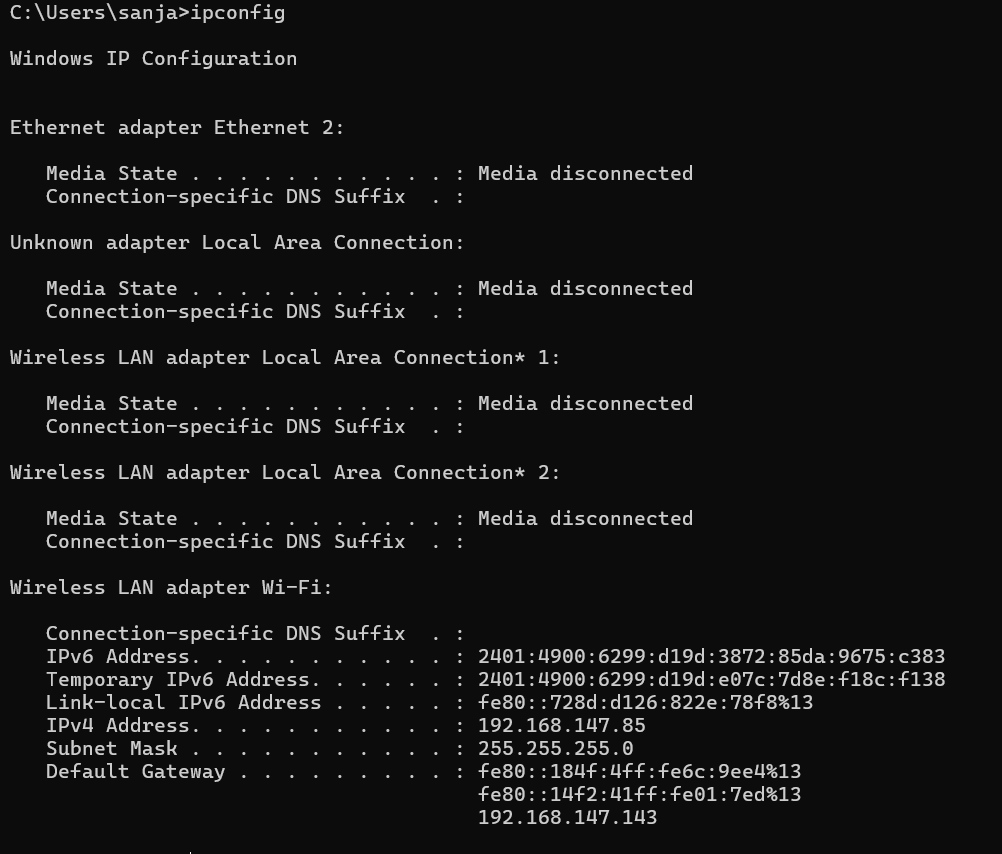 C:\Users\sanja>ipconfig
Windows IP Configuration
Ethernet adapter Ethernet 2:
   Media State . . . . . . . . . . . : Media disconnected
   Connection-specific DNS Suffix  . :
Unknown adapter Local Area Connection:
   Media State . . . . . . . . . . . : Media disconnected
   Connection-specific DNS Suffix  . :
Wireless LAN adapter Local Area Connection* 1:
   Media State . . . . . . . . . . . : Media disconnected
   Connection-specific DNS Suffix  . :
Wireless LAN adapter Local Area Connection* 2:
   Media State . . . . . . . . . . . : Media disconnected
   Connection-specific DNS Suffix  . :
Wireless LAN adapter Wi-Fi:
   Connection-specific DNS Suffix  . :
   IPv6 Address. . . . . . . . . . . : 2401:4900:6299:d19d:3872:85da:9675:c383
   Temporary IPv6 Address. . . . . . : 2401:4900:6299:d19d:e07c:7d8e:f18c:f138
   Link-local IPv6 Address . . . . . : fe80::728d:d126:822e:78f8%13
   IPv4 Address. . . . . . . . . . . : 192.168.147.85
   Subnet Mask . . . . . . . . . . . : 255.255.255.0
   Default Gateway . . . . . . . . . : fe80::184f:4ff:fe6c:9ee4%13
                                       fe80::14f2:41ff:fe01:7ed%13
                                       192.168.147.143